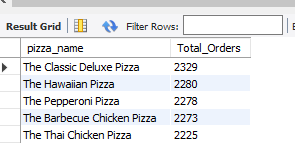 Result Grid Filter Rows:
pizza_name Total_Orders
The Classic Deluxe Pizza 2329
The Hawaiian Pizza 2280
The Pepperoni Pizza 2278
The Barbecue Chicken Pizza 2273
The Thai Chicken Pizza 2225